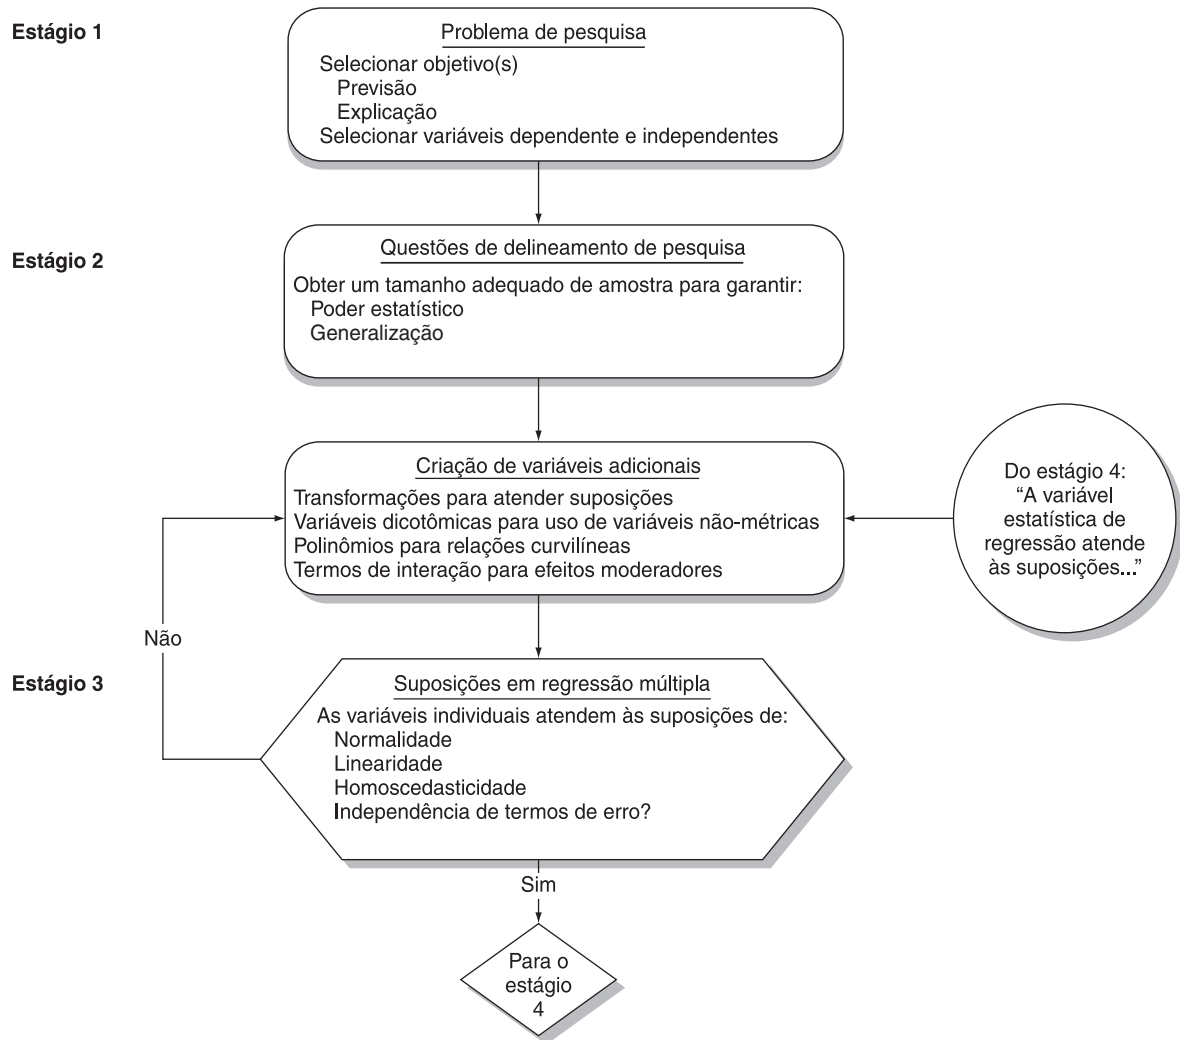 Estágio 1
Problema de pesquisa
Selecionar objetivo(s)
Previsão
Explicação
Selecionar variáveis dependente e independentes
Estágio 2
Questões de delineamento de pesquisa
Obter um tamanho adequado de amostra para garantir:
Poder estatístico
Generalização
Criação de variáveis adicionais
Transformações para atender suposições
Variáveis dicotômicas para uso de variáveis não-métricas
Polinômios para relações curvilíneas
Termos de interação para efeitos moderadores
Do estágio 4:
“A variável
estatística de
regressão atende
às suposições...”
Não
Estágio 3
Suposições em regressão múltipla
As variáveis individuais atendem às suposições de:
Normalidade
Linearidade
Homoscedasticidade
Independência de termos de erro?
Sim
Para o
estágio
4